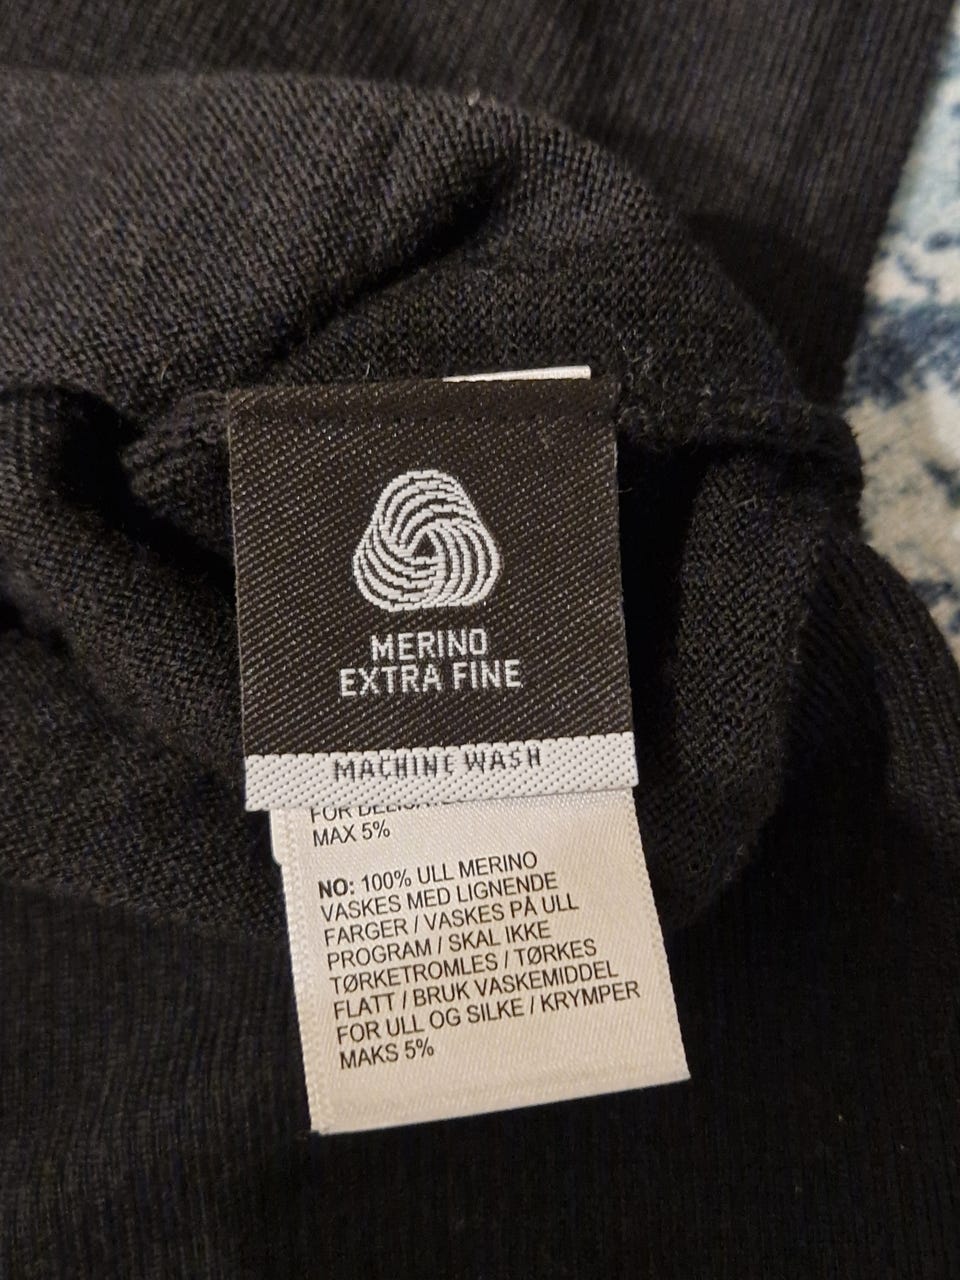 MERINO
EXTRA FINE
MACHINE WASH
FOR
MAX 5%
NO: 100% ULL MERINO
VASKES MED LIGNENDE
FARGER / VASKES PÅ ULL
PROGRAM / SKAL IKKE
TØRKETROMLES / TØRKES
FLATT / BRUK VASKEMIDDEL
FOR ULL OG SILKE / KRYMPER
MAKS 5%